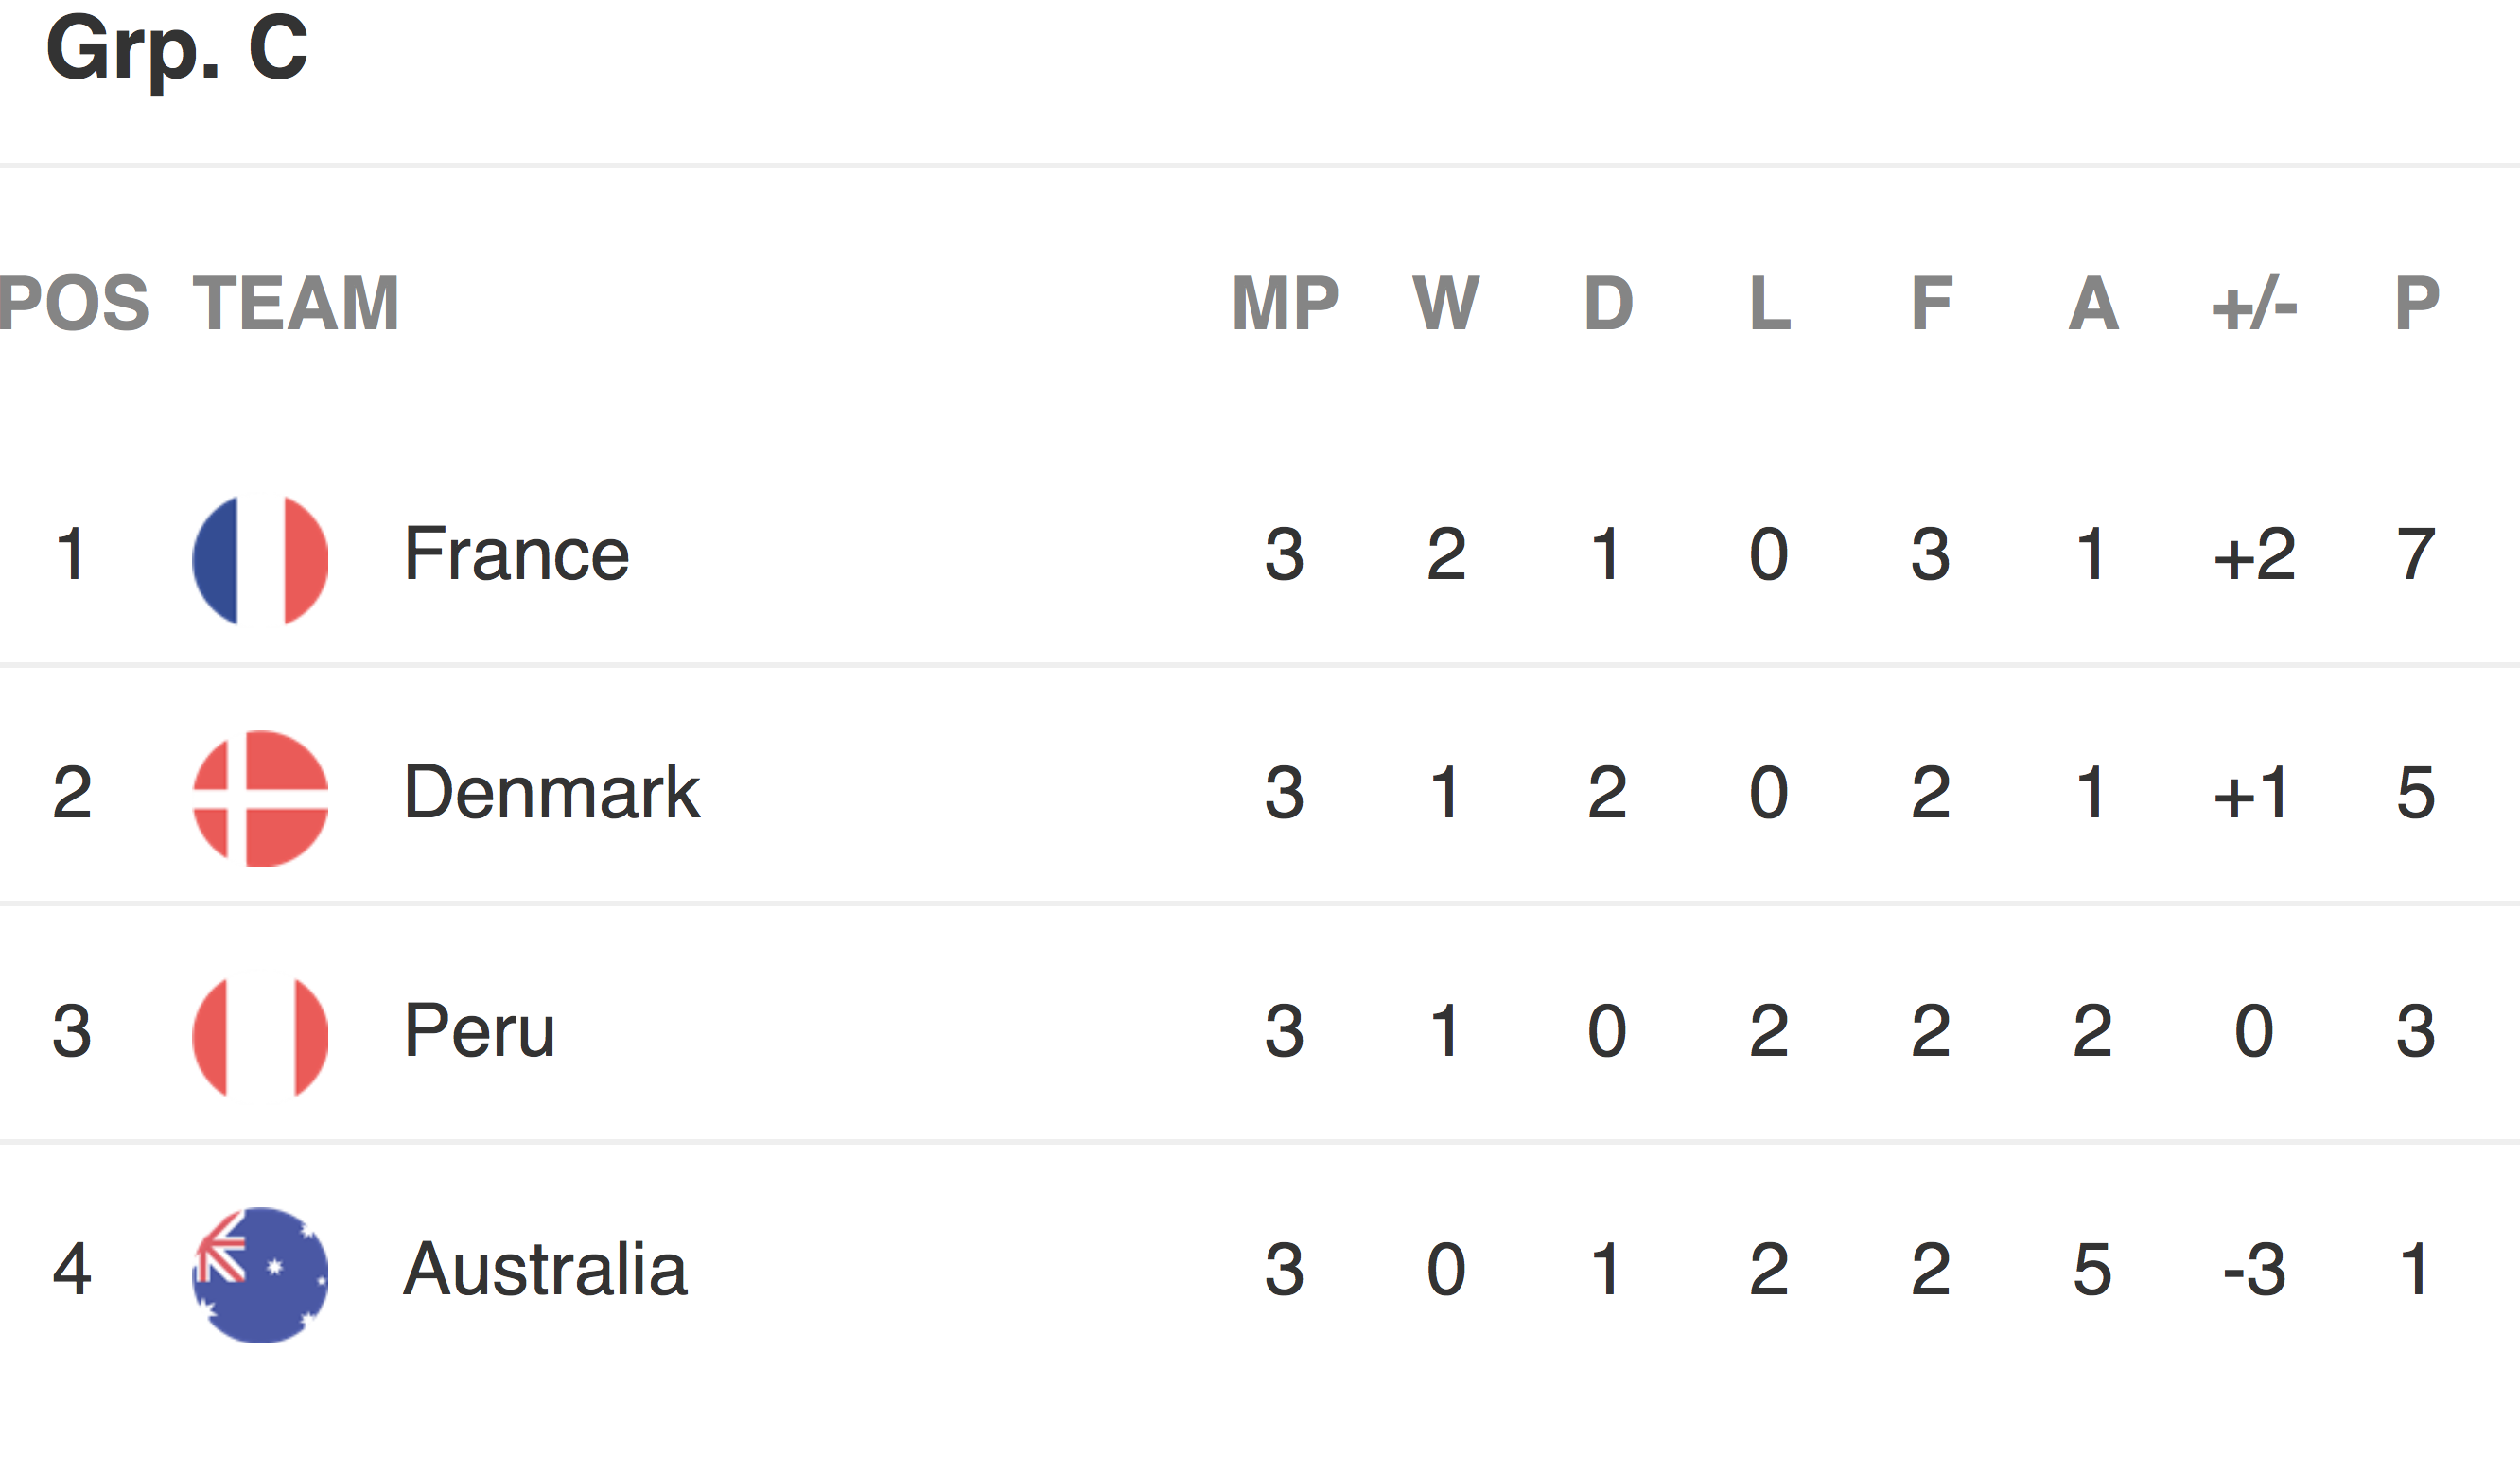 Grp. C
POS TEAM MP W D L F A +/- P
1 France 3 2 1 0 3 1 +2 7
2 Denmark 3 1 2 0 2 1 +1 5
3 Peru 3 1 0 2 2 2 0 3
4 Australia 3 0 1 2 2 5 -3 1